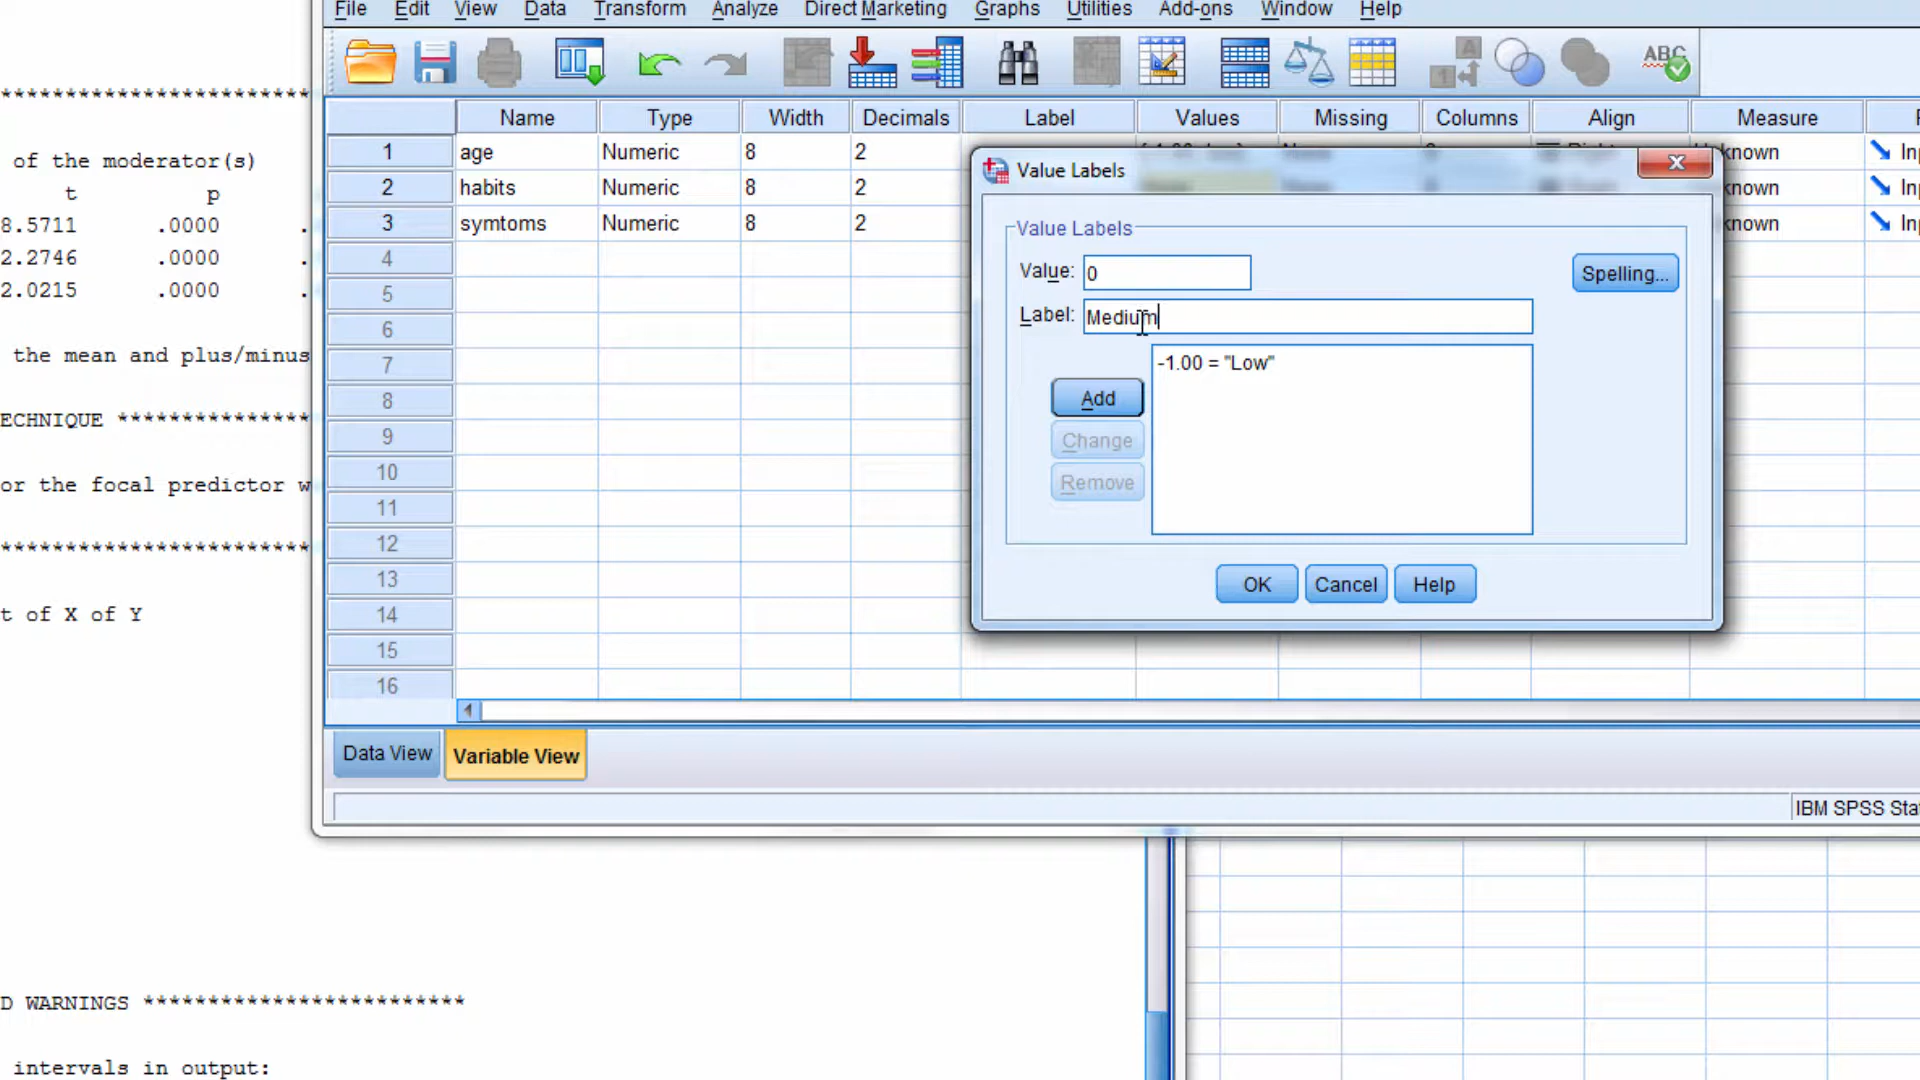 File Edit View Data Transform Analyze Direct Marketing Graphs Utilities Add-ons Window Help
ABC
Name Type Width Decimals Label Values Missing Columns Align Measure
1 age Numeric 8 2
2 habits Numeric 8 2
3 symtoms Numeric 8 2
4
5
6
7
8
9
10
11
12
13
14
15
16
Value Labels
Value Labels
Value: 0
Spelling...
Label: Medium
-1.00 = "Low"
Add
Change
Remove
OK Cancel Help
Data View Variable View
IBM SPSS Sta
************************
of the moderator(s)
t p
8.5711 .0000 .
2.2746 .0000 .
2.0215 .0000 .
the mean and plus/minus
ECHNIQUE ***************
or the focal predictor w
************************
t of X of Y
D WARNINGS *************************
intervals in output: